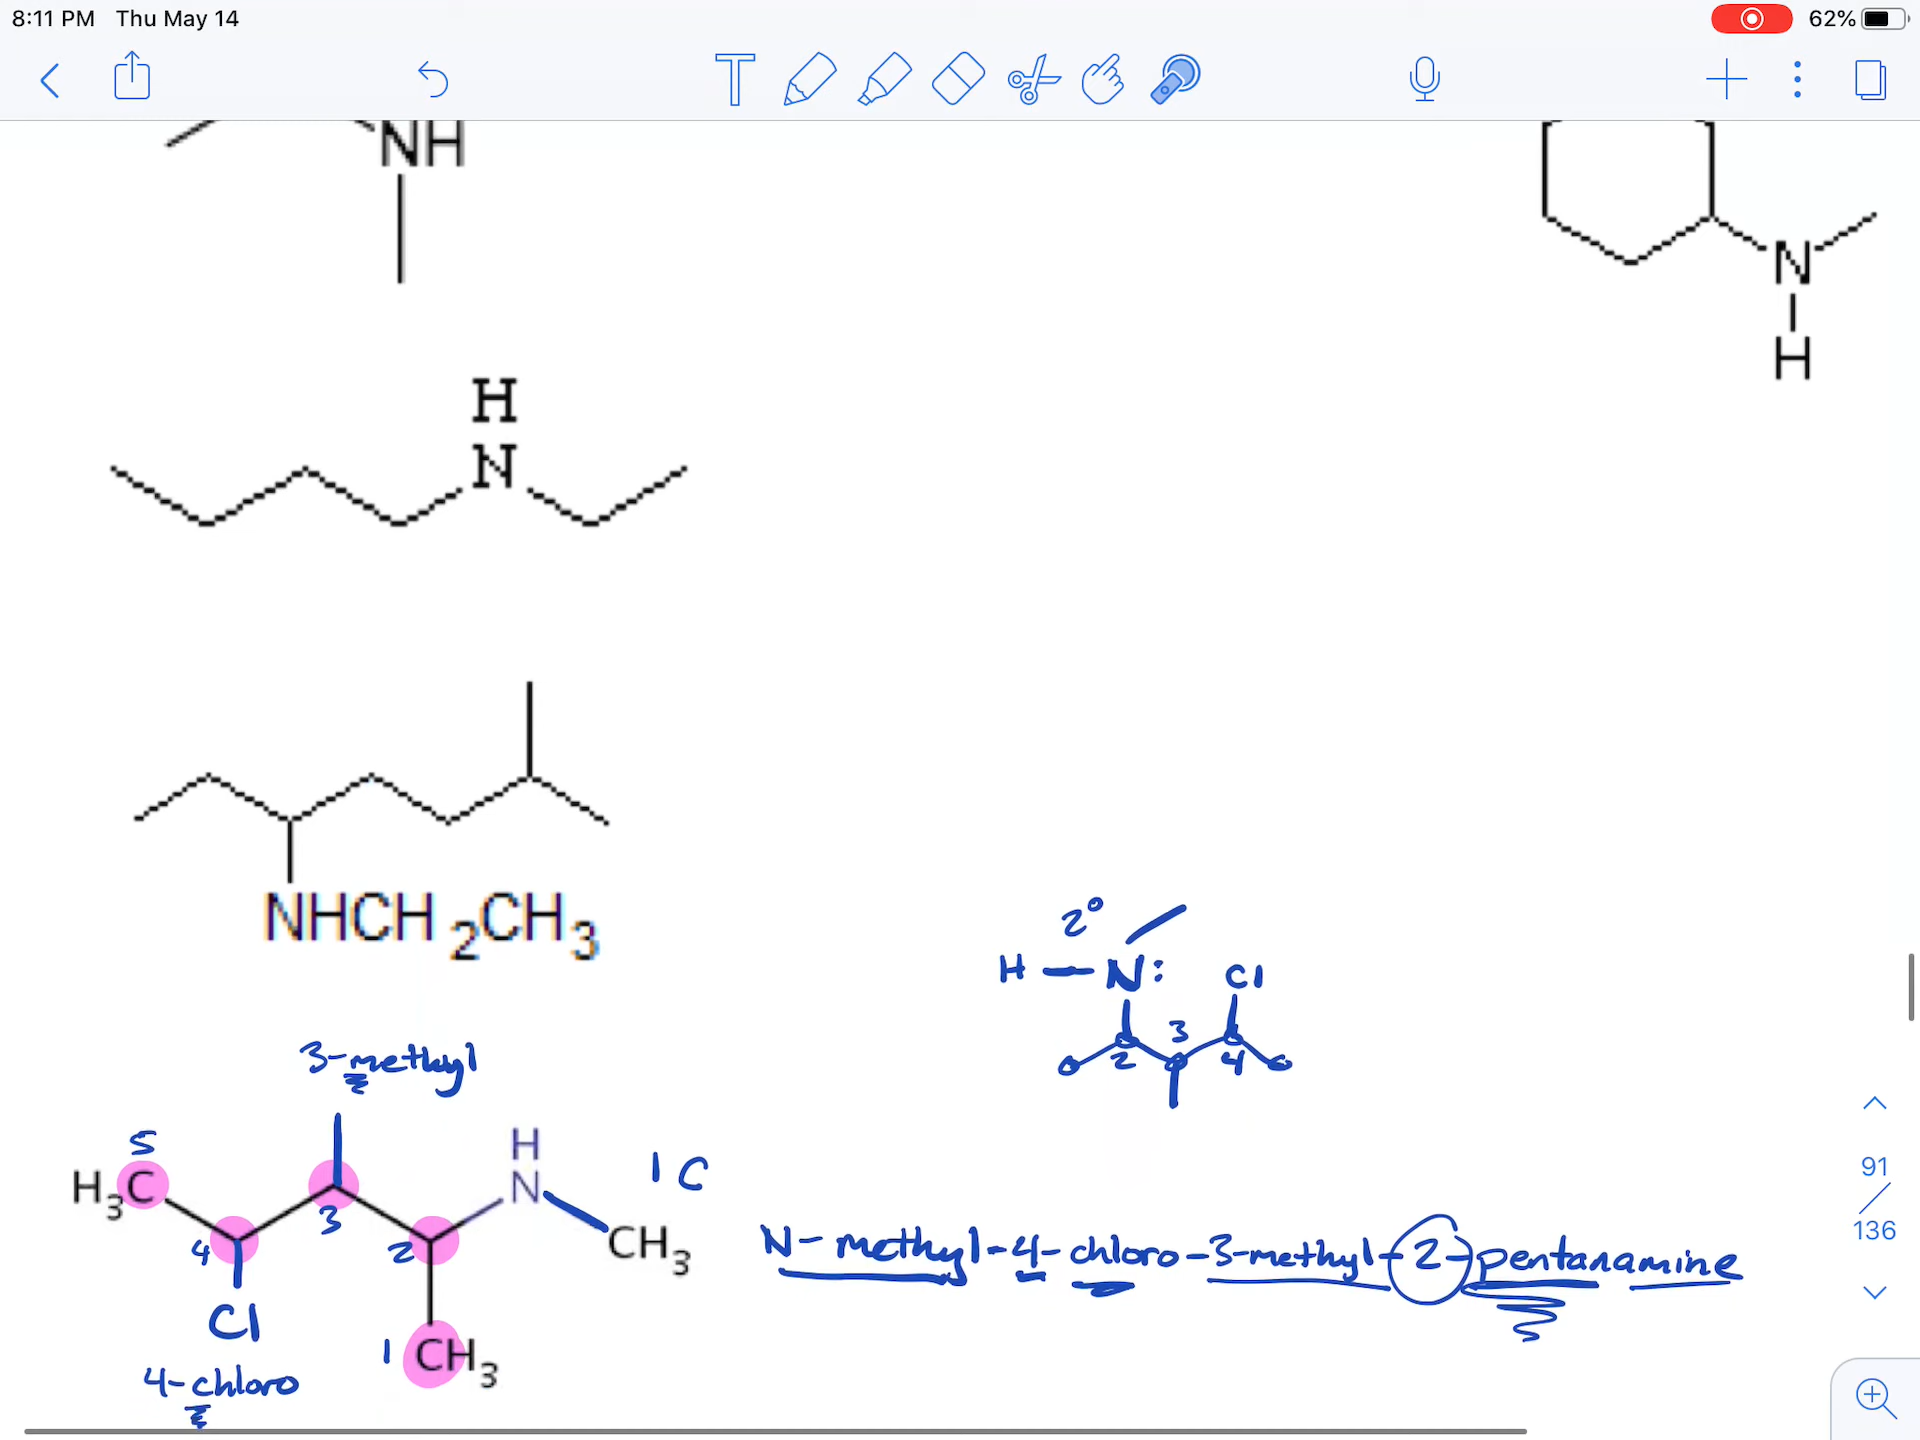 8:11 PM Thu May 14
62%
NH
N
H
H
N
NHCH2CH3
2°
H — N: Cl
3
2 4
3-methyl
5
H3C
H
N
1 C
3
4
2
CH3
N-methyl-4-chloro-3-methyl-2-pentanamine
Cl
1 CH3
4-chloro
91
136